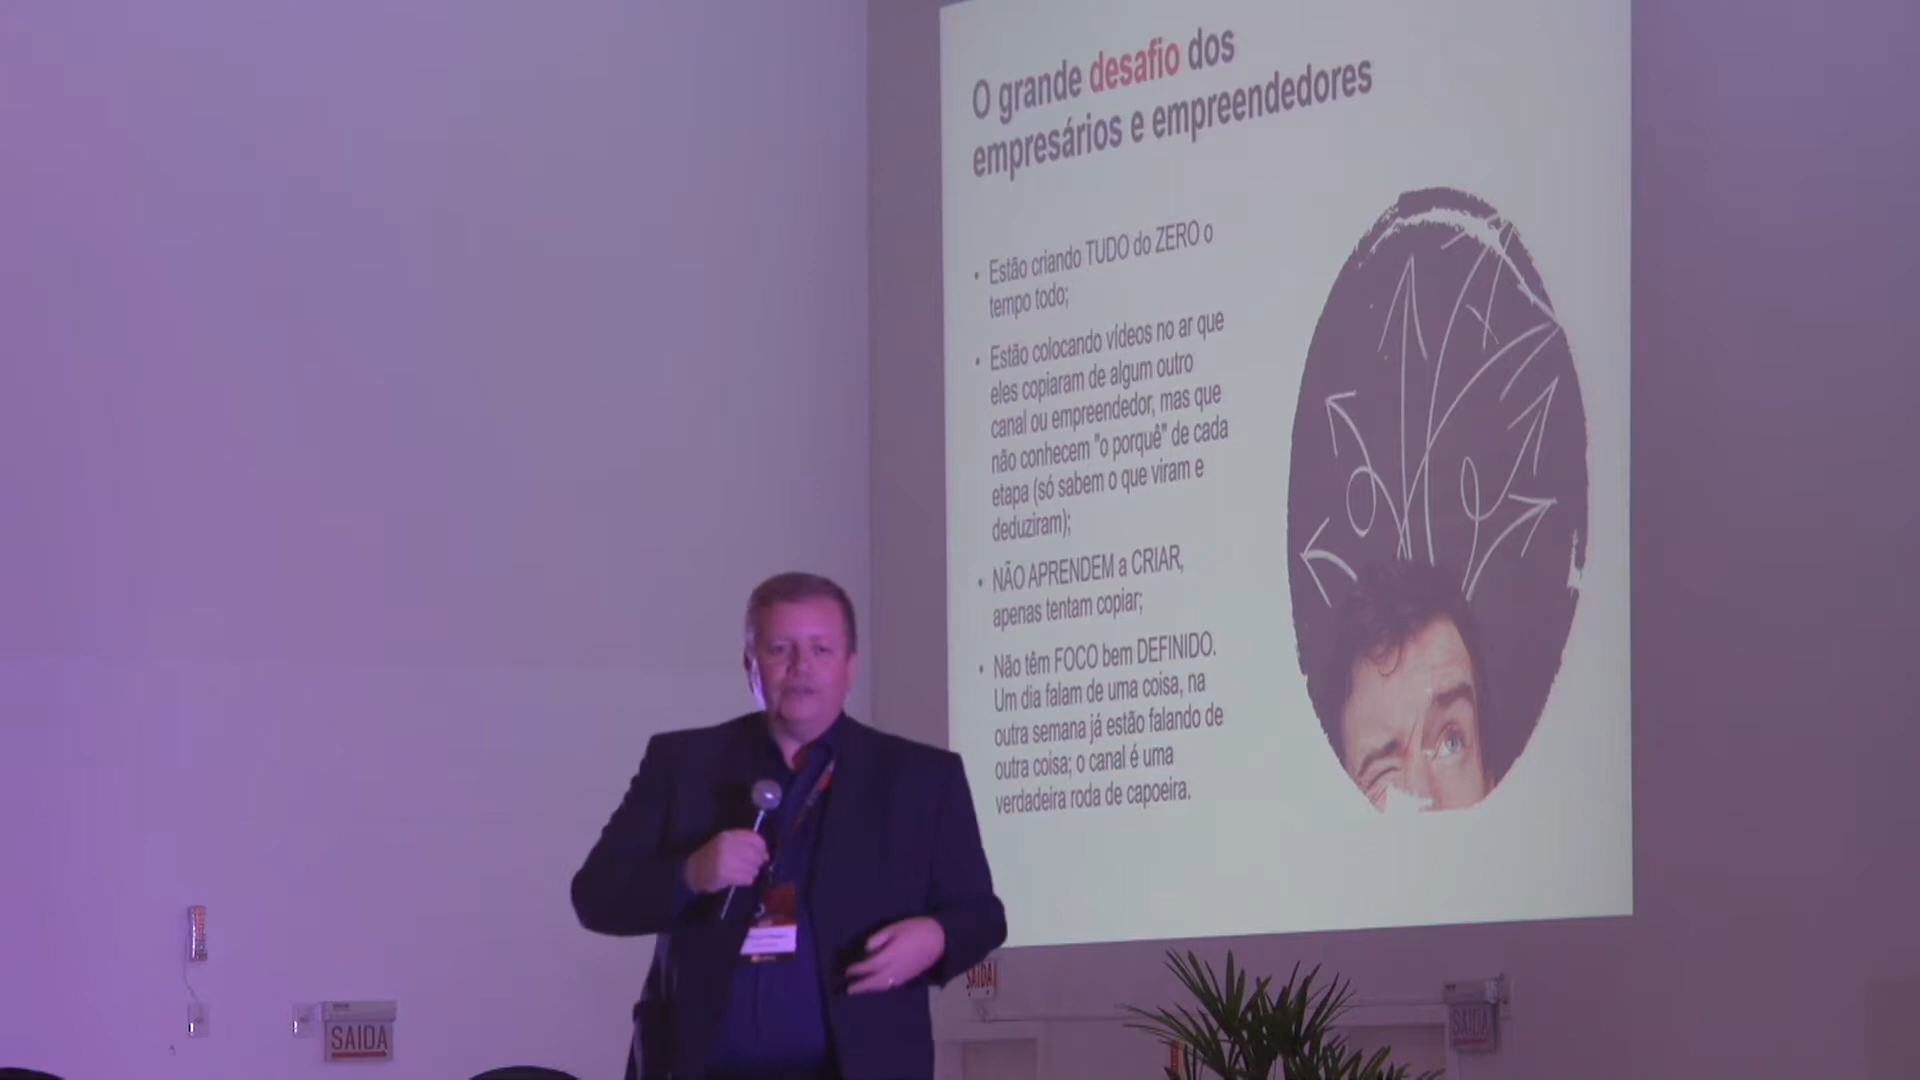 O grande desafio dos
empresários e empreendedores
• Estão criando TUDO do ZERO o
tempo todo;
• Estão colocando vídeos no ar que
eles copiaram de algum outro
canal ou empreendedor, mas que
não conhecem "o porquê" de cada
etapa (só sabem o que viram e
deduziram);
• NÃO APRENDEM a CRIAR,
apenas tentam copiar;
• Não têm FOCO bem DEFINIDO.
Um dia falam de uma coisa, na
outra semana já estão falando de
outra coisa; o canal é uma
verdadeira roda de capoeira.
SAIDA
SAIDA
SAIDA